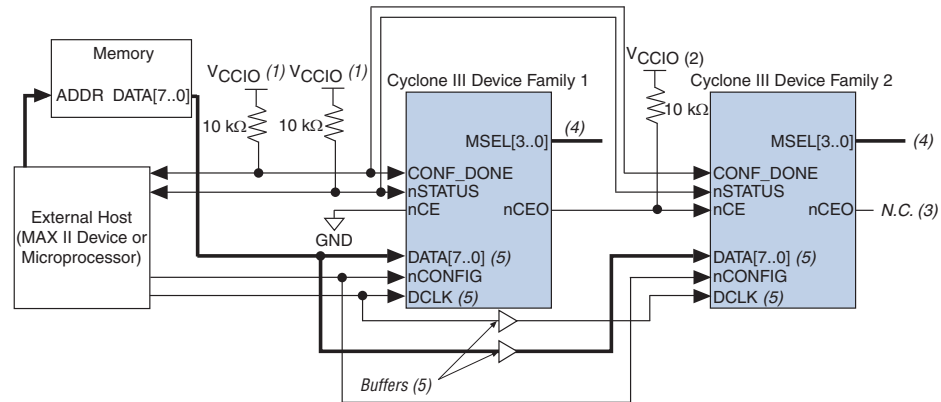 Memory
ADDR DATA[7..0]
VCCIO (1) VCCIO (1)
10 kΩ 10 kΩ
Cyclone III Device Family 1
MSEL[3..0] (4)
CONF_DONE
nSTATUS
nCE nCEO
GND
DATA[7..0] (5)
nCONFIG
DCLK (5)
VCCIO (2)
10 kΩ
Cyclone III Device Family 2
MSEL[3..0] (4)
CONF_DONE
nSTATUS
nCE nCEO N.C. (3)
DATA[7..0] (5)
nCONFIG
DCLK (5)
External Host
(MAX II Device or
Microprocessor)
Buffers (5)